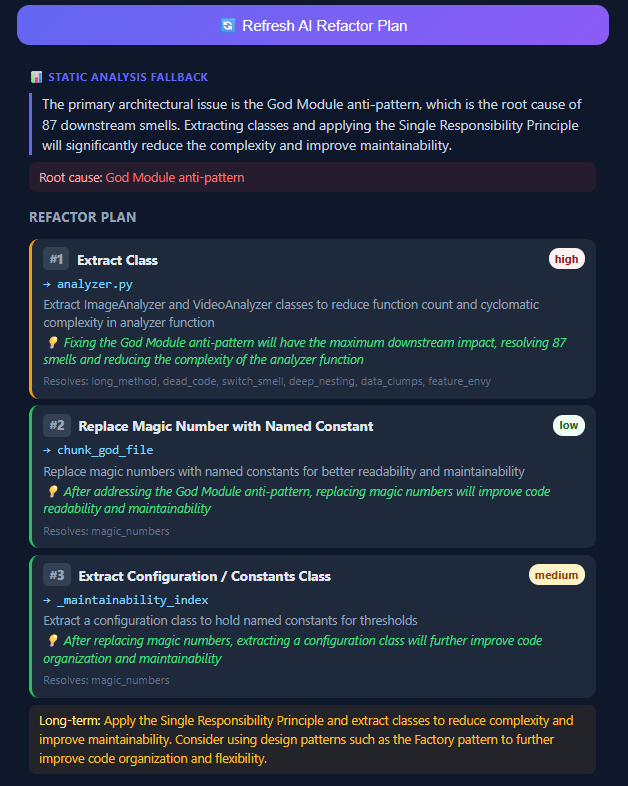 Refresh AI Refactor Plan
STATIC ANALYSIS FALLBACK
The primary architectural issue is the God Module anti-pattern, which is the root cause of
87 downstream smells. Extracting classes and applying the Single Responsibility Principle
will significantly reduce the complexity and improve maintainability.
Root cause: God Module anti-pattern
REFACTOR PLAN
#1 Extract Class high
→ analyzer.py
Extract ImageAnalyzer and VideoAnalyzer classes to reduce function count and cyclomatic
complexity in analyzer function
Fixing the God Module anti-pattern will have the maximum downstream impact, resolving 87
smells and reducing the complexity of the analyzer function
Resolves: long_method, dead_code, switch_smell, deep_nesting, data_clumps, feature_envy
#2 Replace Magic Number with Named Constant low
→ chunk_god_file
Replace magic numbers with named constants for better readability and maintainability
After addressing the God Module anti-pattern, replacing magic numbers will improve code
readability and maintainability
Resolves: magic_numbers
#3 Extract Configuration / Constants Class medium
→ _maintainability_index
Extract a configuration class to hold named constants for thresholds
After replacing magic numbers, extracting a configuration class will further improve code
organization and maintainability
Resolves: magic_numbers
Long-term: Apply the Single Responsibility Principle and extract classes to reduce complexity and
improve maintainability. Consider using design patterns such as the Factory pattern to further
improve code organization and flexibility.